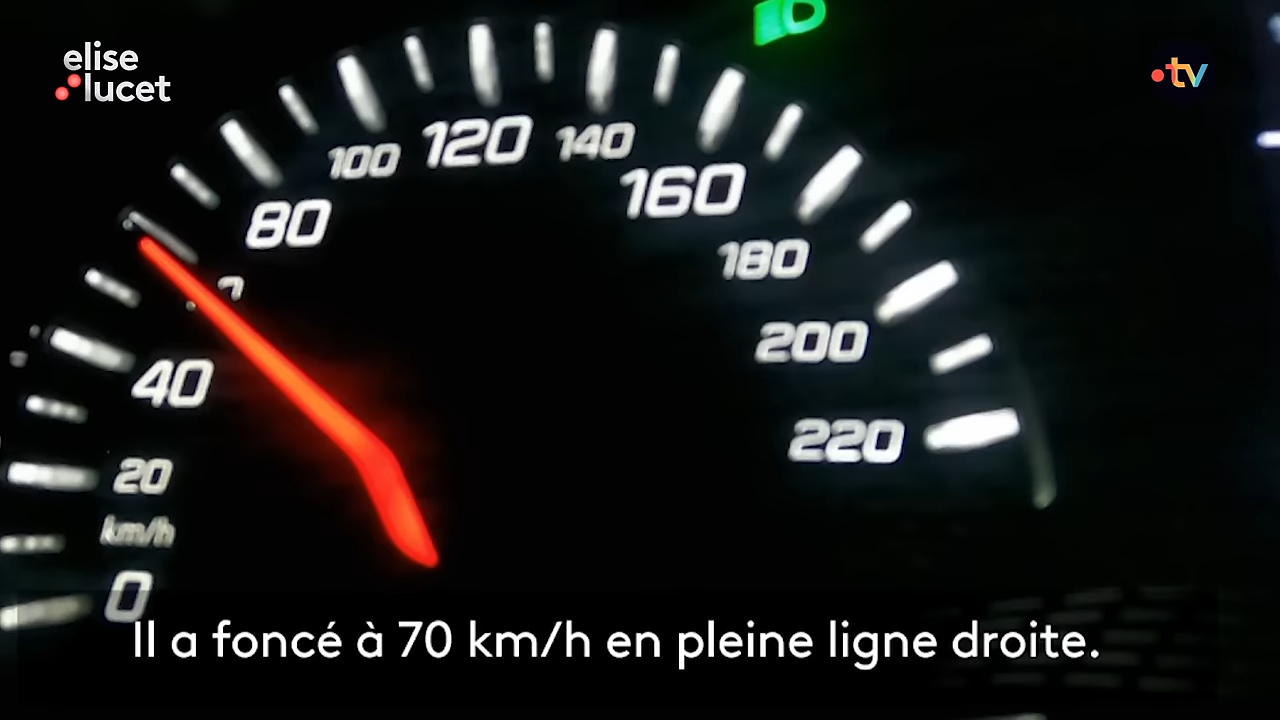 elise
lucet
tv
100
120
140
80
160
180
200
40
220
20
km/h
0
Il a foncé à 70 km/h en pleine ligne droite.